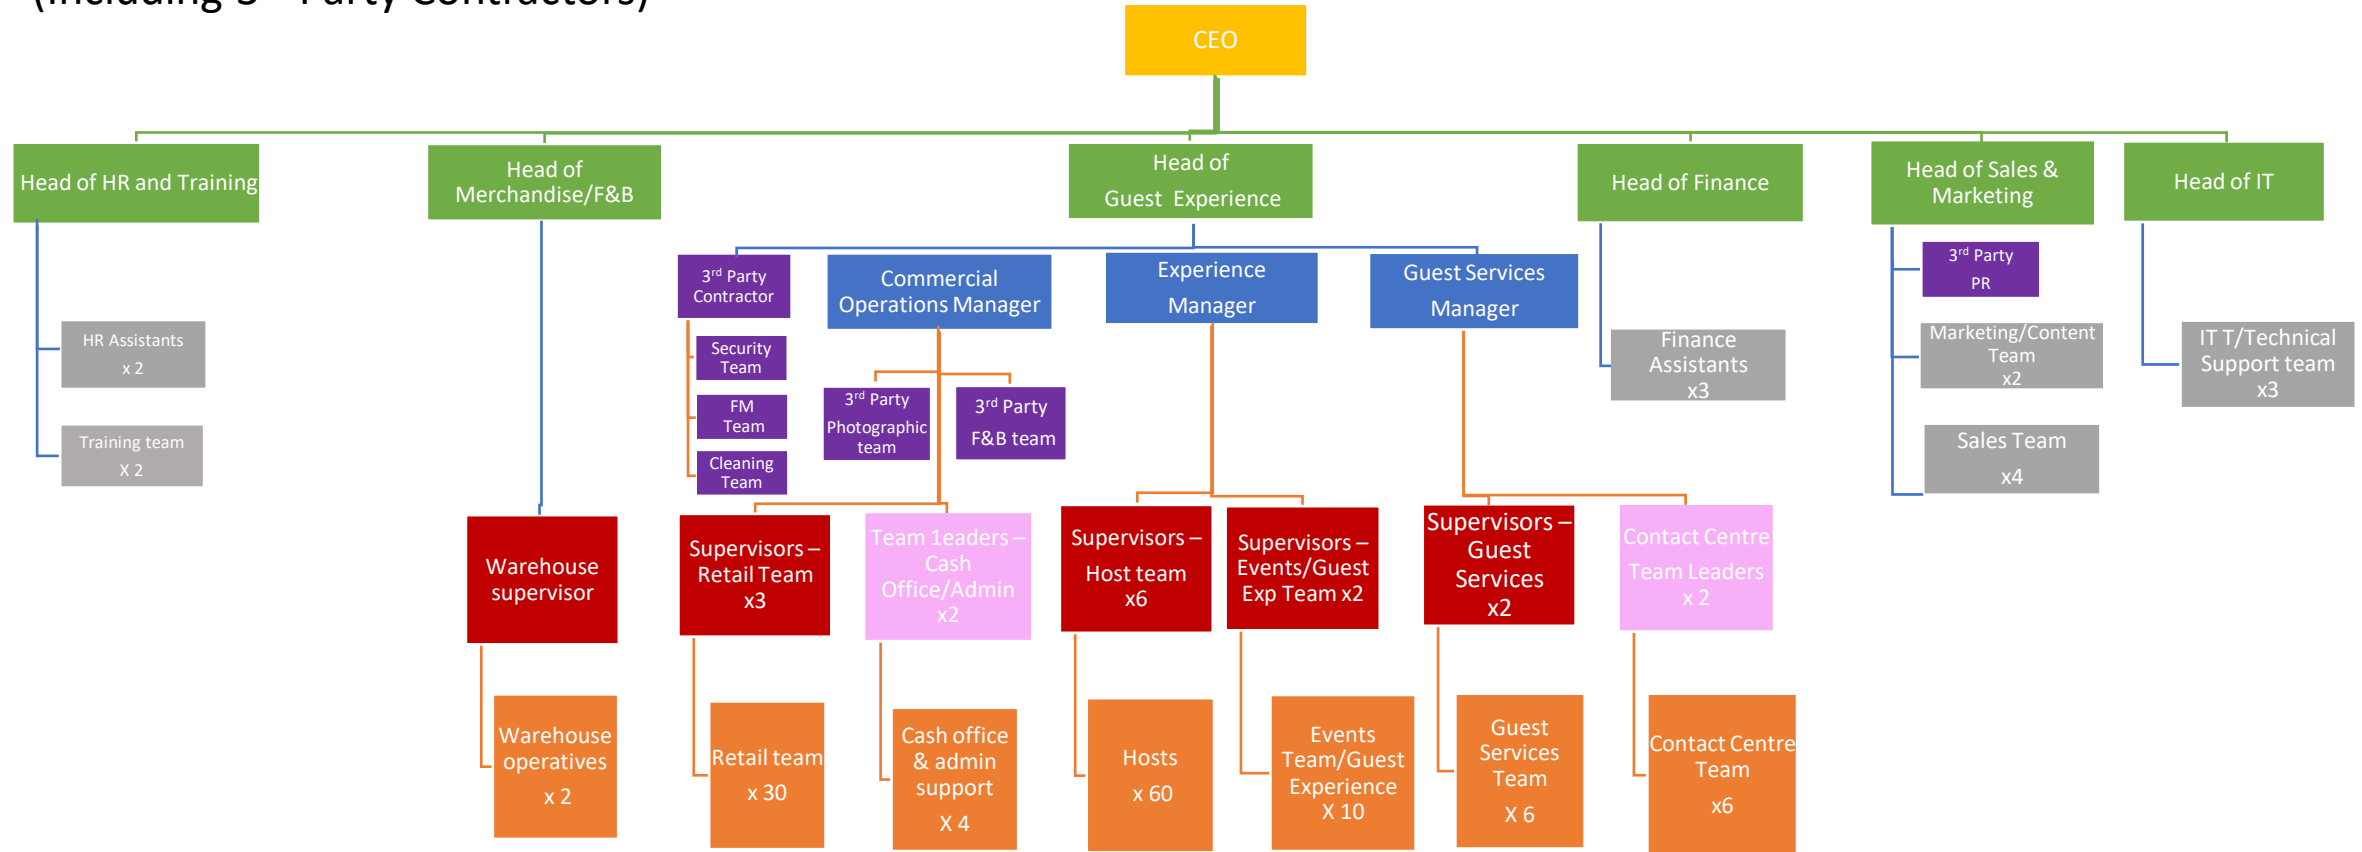 (Including 3rd Party Contractors)
CEO
Head of HR and Training
Head of
Merchandise/F&B
Head of
Guest Experience
Head of Finance
Head of Sales &
Marketing
Head of IT
3rd Party
Contractor
Commercial
Operations Manager
Experience
Manager
Guest Services
Manager
3rd Party
PR
HR Assistants
x 2
Training team
X 2
Security
Team
FM
Team
Cleaning
Team
3rd Party
Photographic
team
3rd Party
F&B team
Finance
Assistants
x3
Marketing/Content
Team
x2
Sales Team
x4
IT T/Technical
Support team
x3
Warehouse
supervisor
Supervisors –
Retail Team
x3
Team 1eaders –
Cash
Office/Admin
x2
Supervisors –
Host team
x6
Supervisors –
Events/Guest
Exp Team x2
Supervisors –
Guest
Services
x2
Contact Centre
Team Leaders
x 2
Warehouse
operatives
x 2
Retail team
x 30
Cash office
& admin
support
X 4
Hosts
x 60
Events
Team/Guest
Experience
X 10
Guest
Services
Team
X 6
Contact Centre
Team
x6